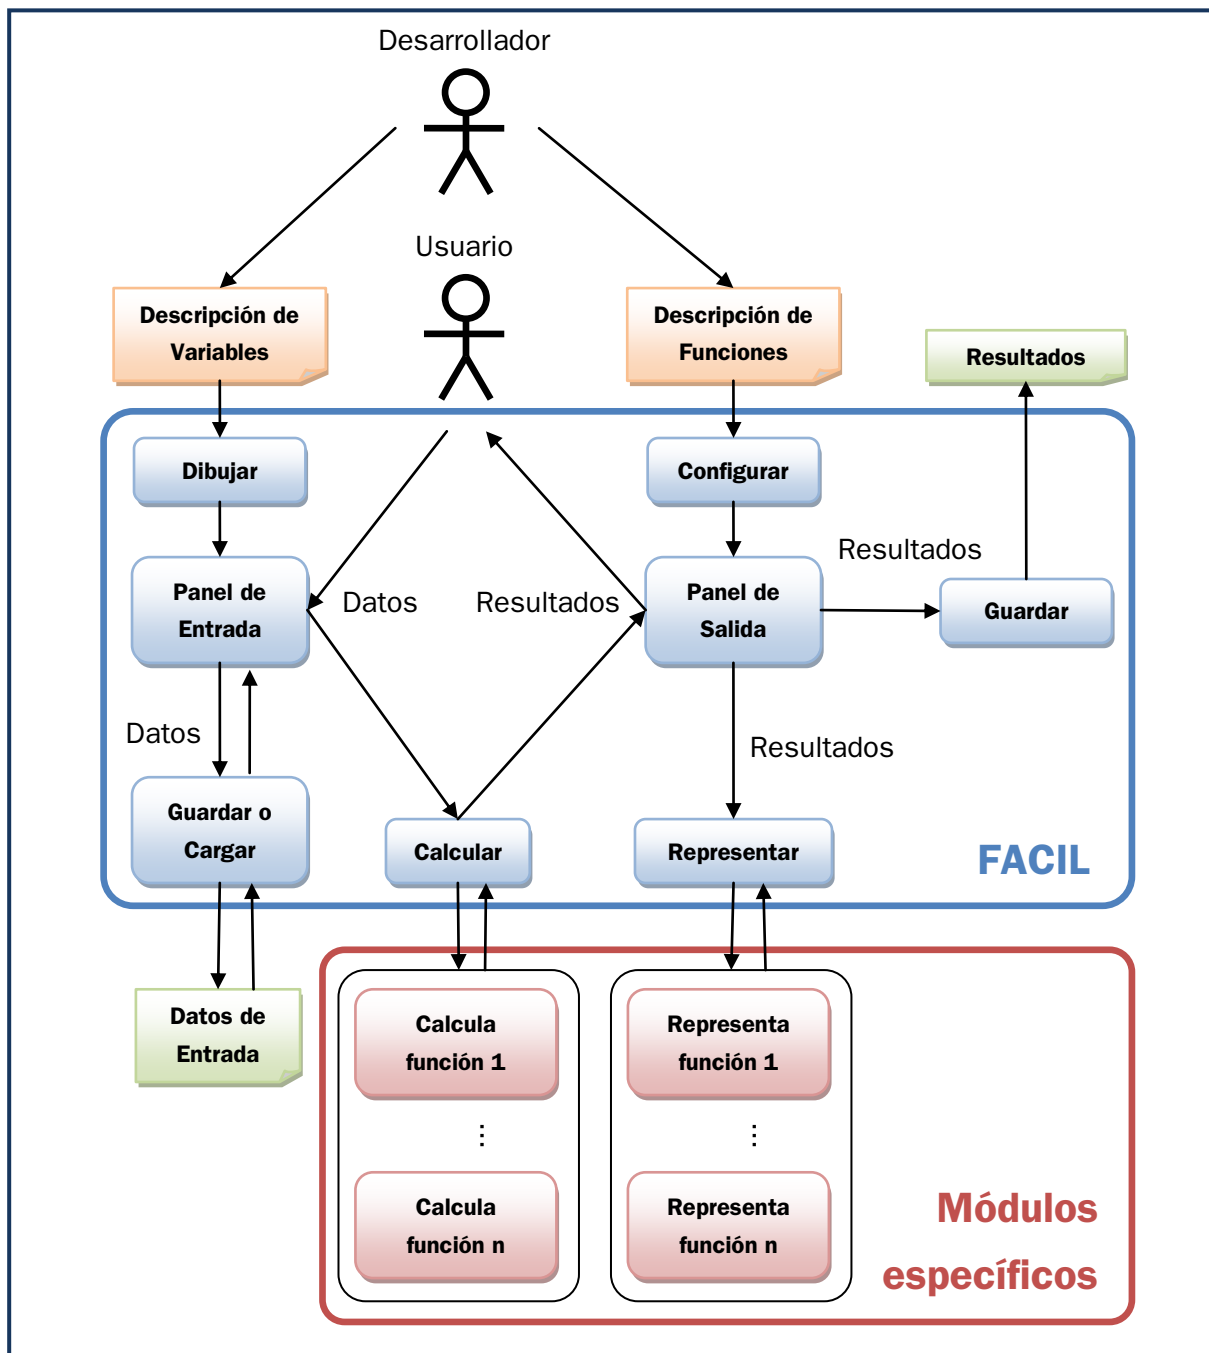 Desarrollador
Usuario
Descripción de
Variables
Descripción de
Funciones
Resultados
Dibujar
Configurar
Panel de
Entrada
Datos
Resultados
Panel de
Salida
Resultados
Guardar
Datos
Resultados
Guardar o
Cargar
Calcular
Representar
FACIL
Datos de
Entrada
Calcula
función 1
⋮
Calcula
función n
Representa
función 1
⋮
Representa
función n
Módulos
específicos